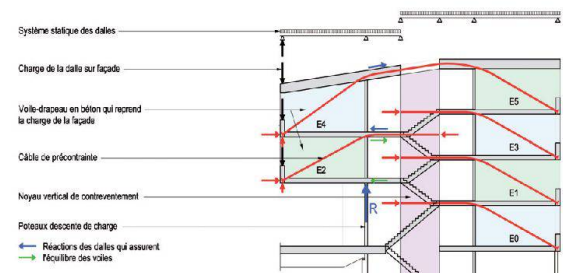 Système statique des dalles
Charge de la dalle sur façade
Voile-drapeau en béton qui reprend
la charge de la façade
Câble de précontrainte
Noyau vertical de contreventement
Poteaux descente de charge
Réactions des dalles qui assurent
l'équilibre des voiles
E4
E2
R
E5
E3
E1
E0